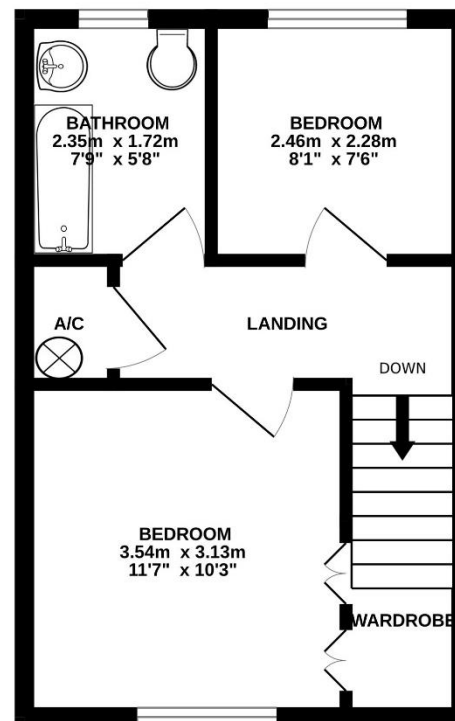 BATHROOM
2.35m x 1.72m
7'9" x 5'8"
BEDROOM
2.46m x 2.28m
8'1" x 7'6"
A/C
LANDING
DOWN
BEDROOM
3.54m x 3.13m
11'7" x 10'3"
WARDROBE